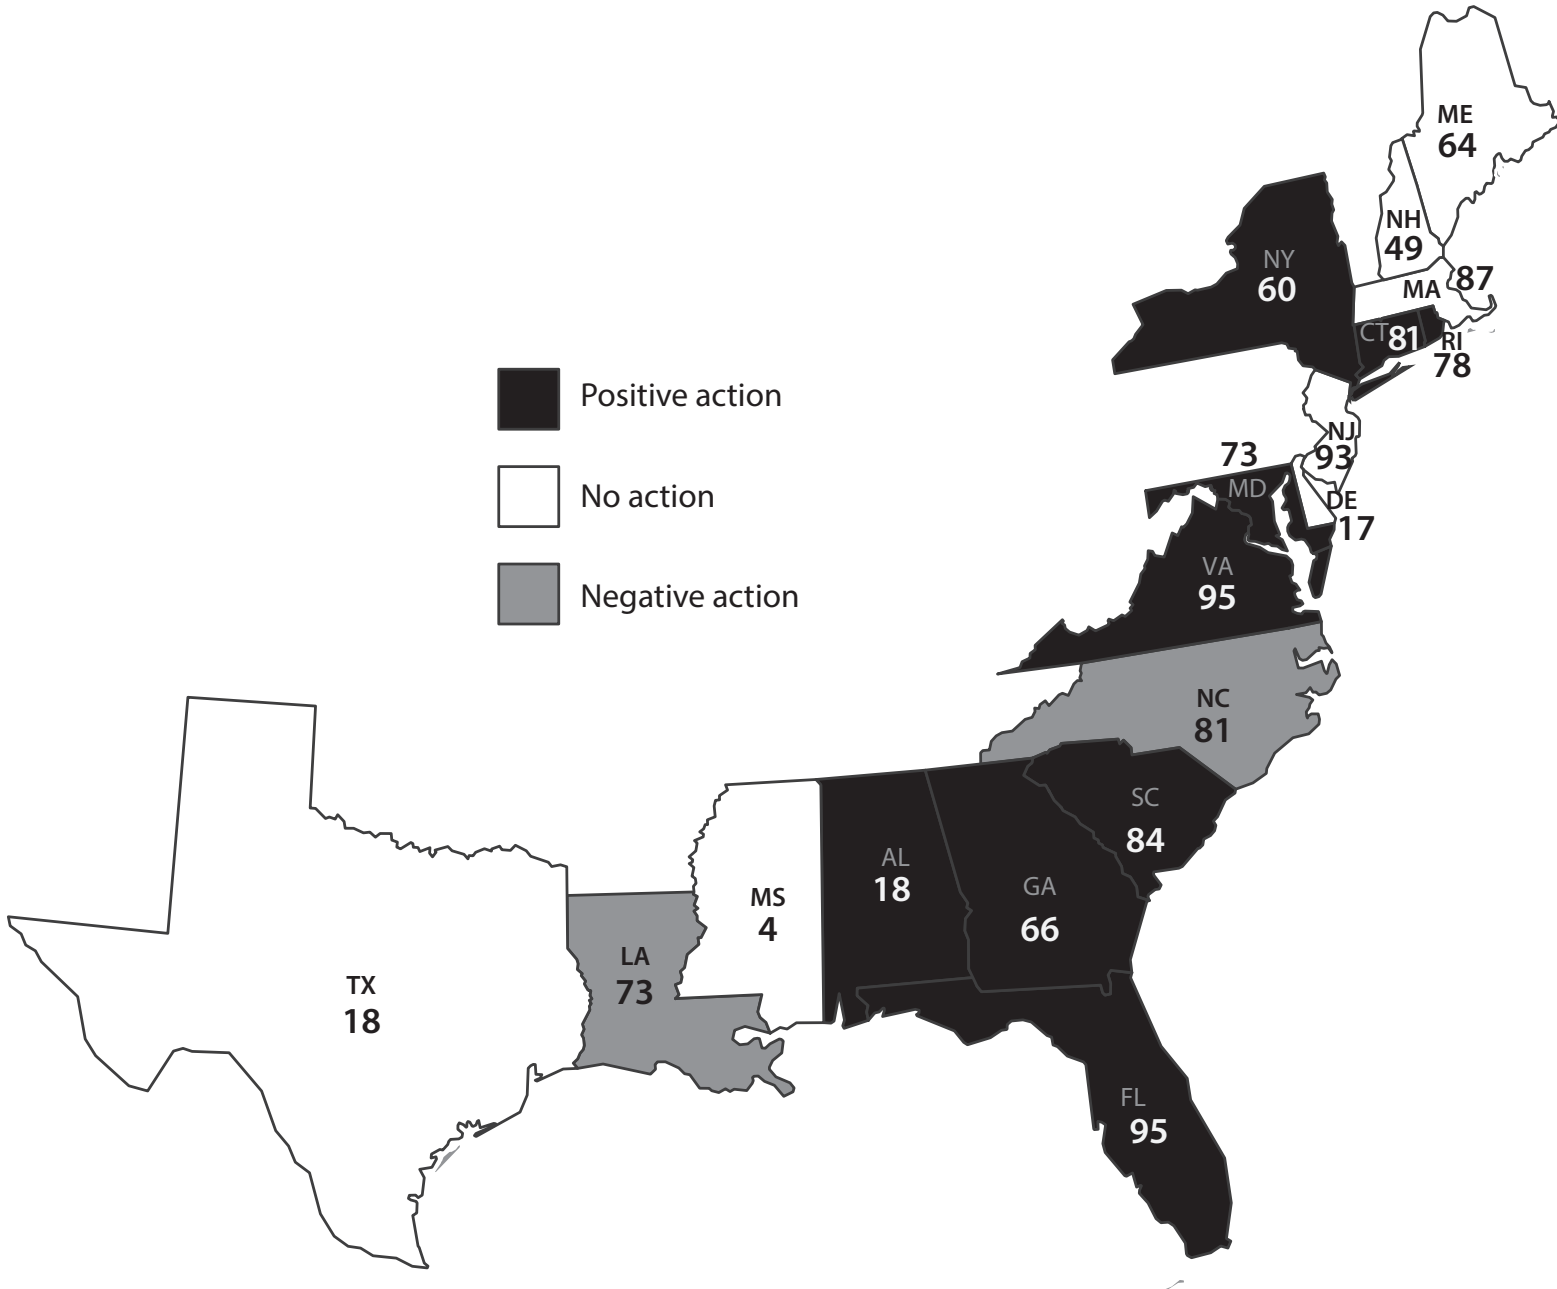 ME
64
NH
49
NY
60
87
MA
CT 81
RI
78
Positive action
NJ
93
73
MD
DE
17
No action
VA
95
Negative action
NC
81
SC
84
AL
18
GA
66
MS
4
LA
73
TX
18
FL
95